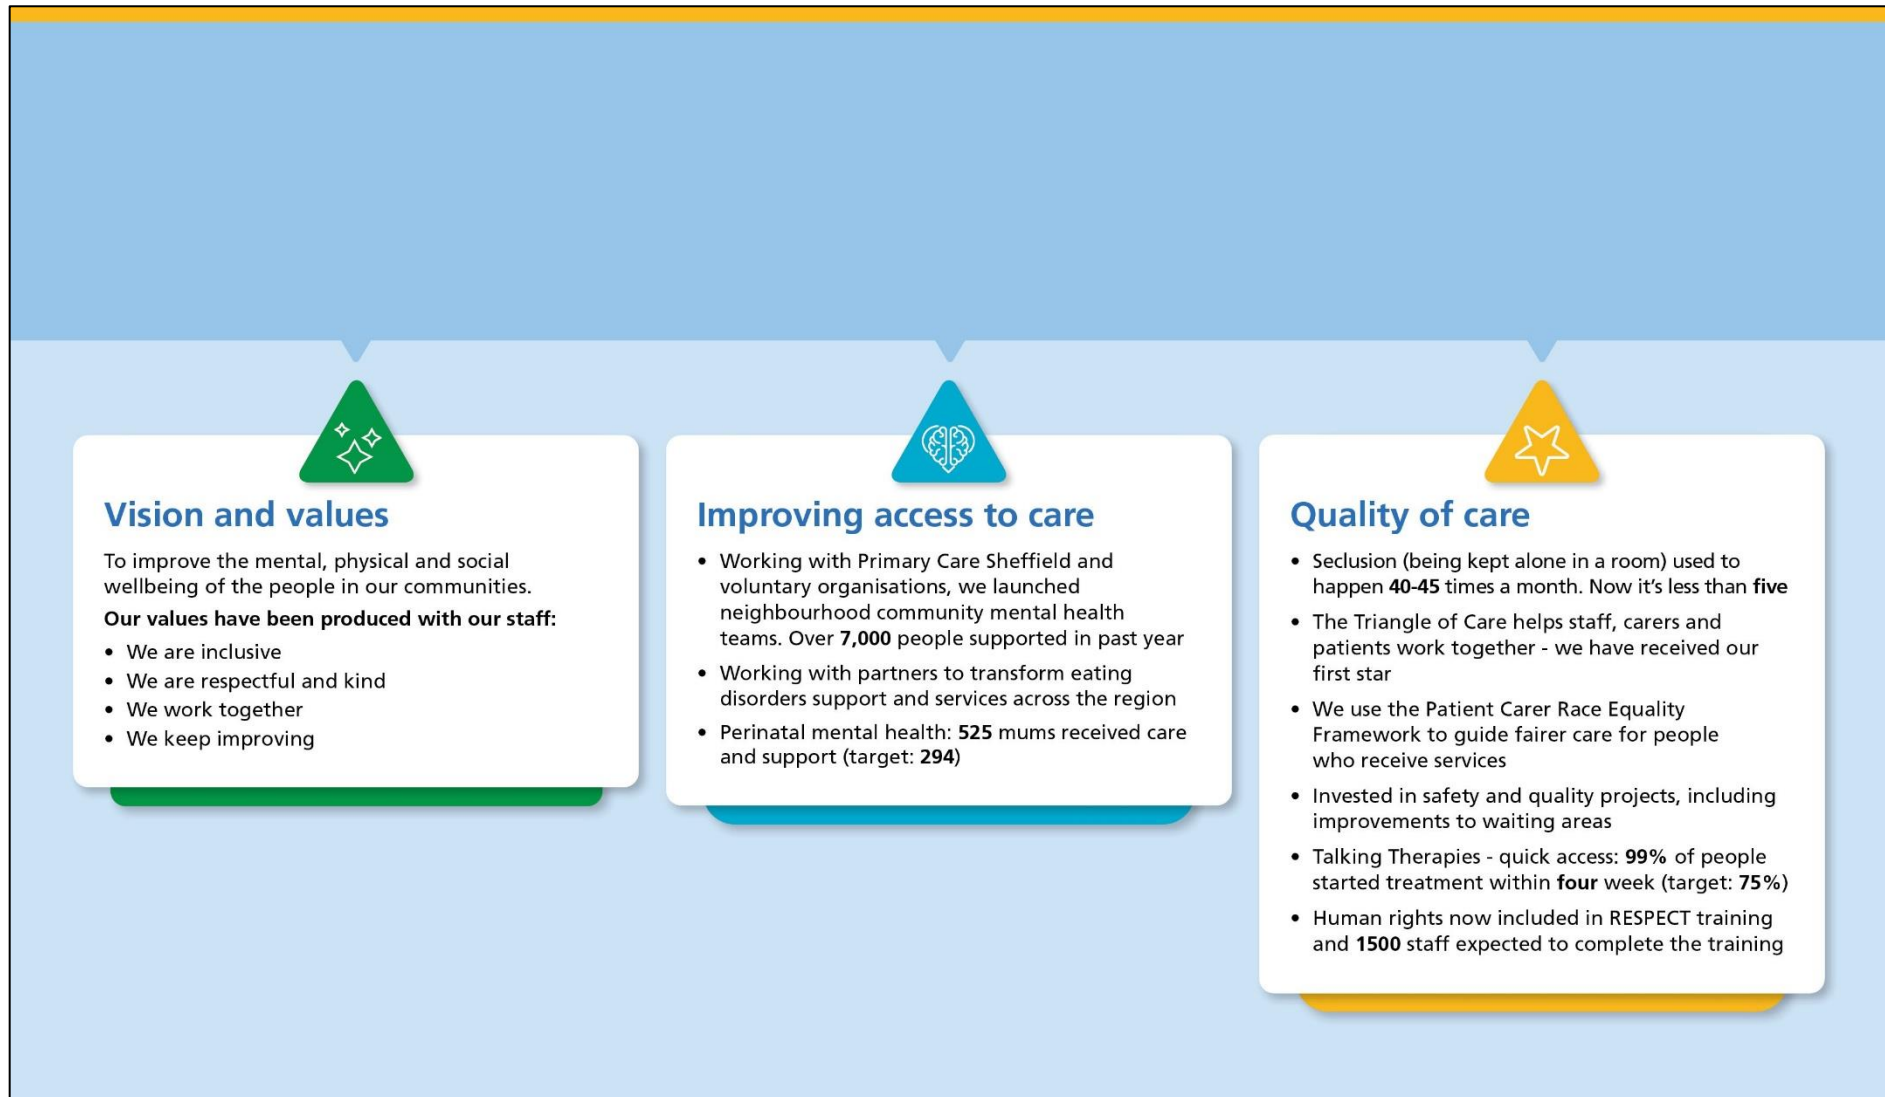 Vision and values
To improve the mental, physical and social
wellbeing of the people in our communities.
Our values have been produced with our staff:
• We are inclusive
• We are respectful and kind
• We work together
• We keep improving
Improving access to care
• Working with Primary Care Sheffield and
voluntary organisations, we launched
neighbourhood community mental health
teams. Over 7,000 people supported in past year
• Working with partners to transform eating
disorders support and services across the region
• Perinatal mental health: 525 mums received care
and support (target: 294)
Quality of care
• Seclusion (being kept alone in a room) used to
happen 40-45 times a month. Now it's less than five
• The Triangle of Care helps staff, carers and
patients work together - we have received our
first star
• We use the Patient Carer Race Equality
Framework to guide fairer care for people
who receive services
• Invested in safety and quality projects, including
improvements to waiting areas
• Talking Therapies - quick access: 99% of people
started treatment within four week (target: 75%)
• Human rights now included in RESPECT training
and 1500 staff expected to complete the training